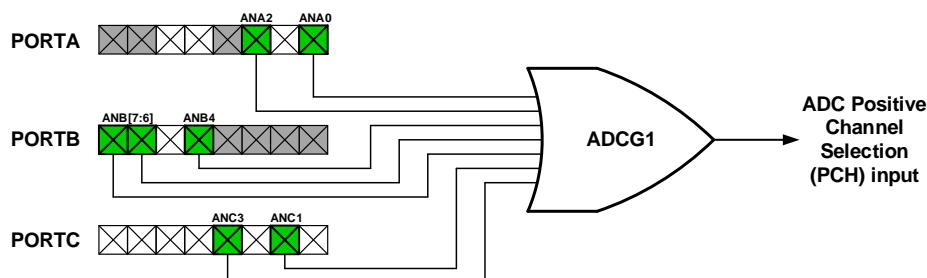 ANA2 ANA0
PORTA
ANB[7:6] ANB4
PORTB
ADCG1
ADC Positive
Channel
Selection
(PCH) input
ANC3 ANC1
PORTC